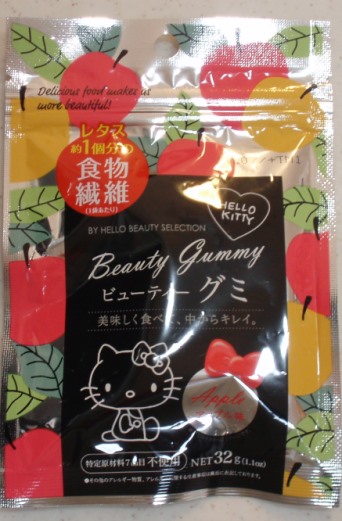 Delicious food makes us
more beautiful!
レタス
約1個分の
食物
繊維
(1袋あたり)
HELLO
KITTY
BY HELLO BEAUTY SELECTION
Beauty Gummy
ビューティー グミ
美味しく食べて、中からキレイ。
Apple
特定原材料7品目 不使用
NET 32g(1.1oz)